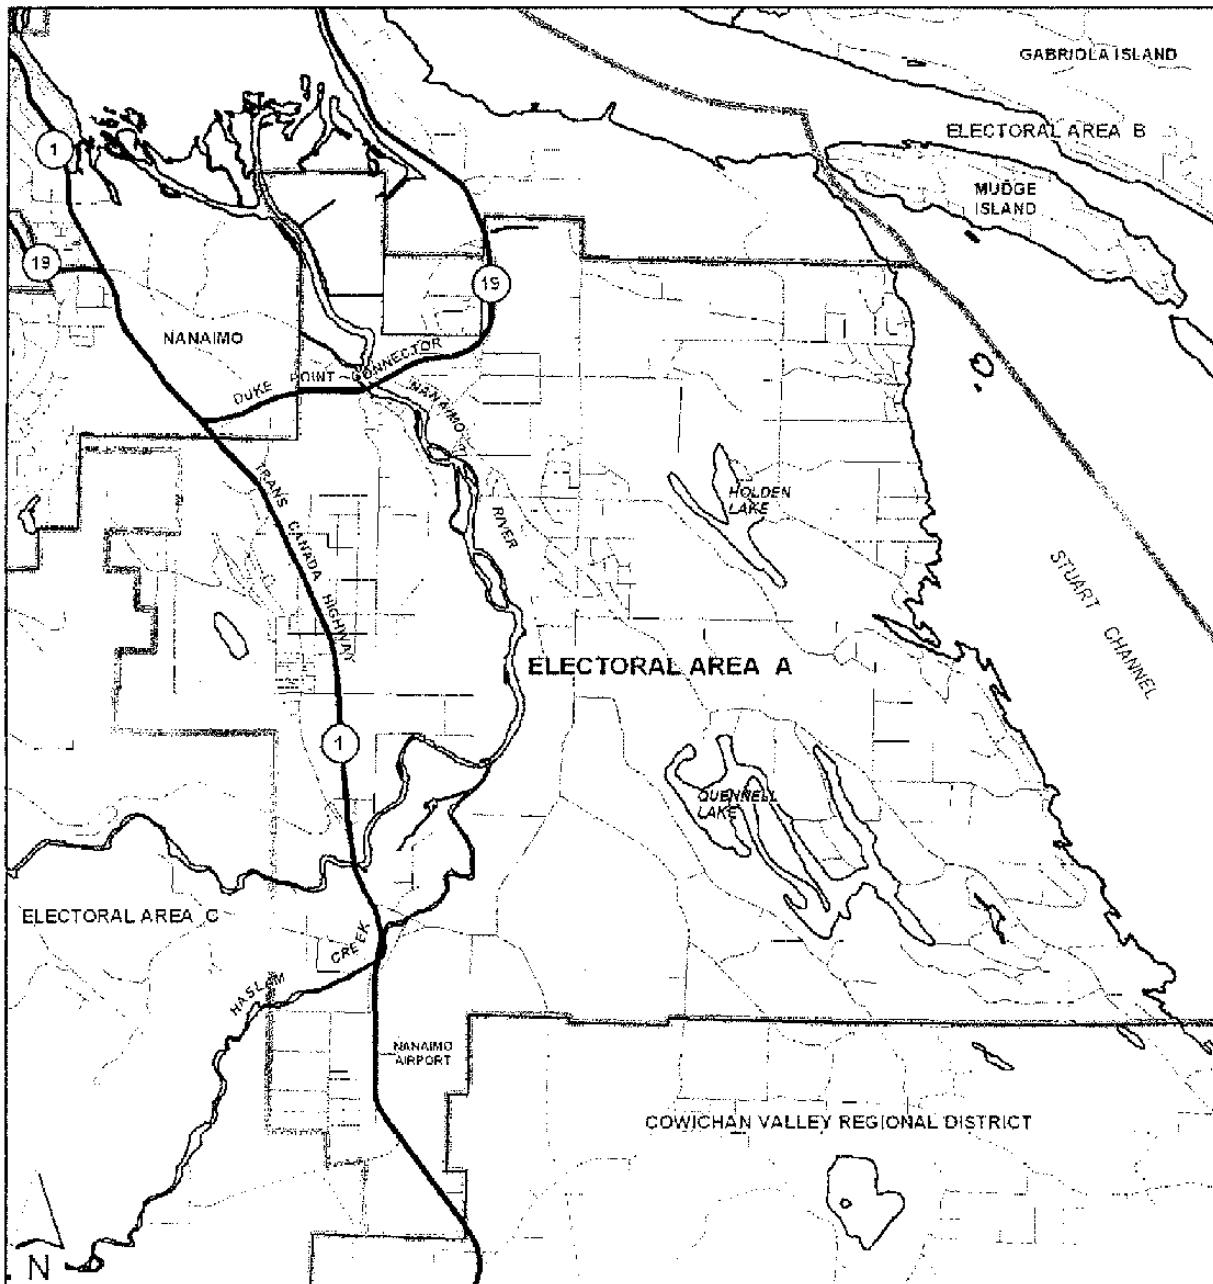 GABRIOLA ISLAND
ELECTORAL AREA B
1
MUDGE
ISLAND
19
19
NANAIMO
DUKE POINT CONNECTOR
NANAIMO RIVER
TRANS CANADA HIGHWAY
HOLDEN
LAKE
STUART CHANNEL
ELECTORAL AREA A
1
QUENNELL
LAKE
ELECTORAL AREA C
HASLAM CREEK
NANAIMO
AIRPORT
COWICHAN VALLEY REGIONAL DISTRICT
N